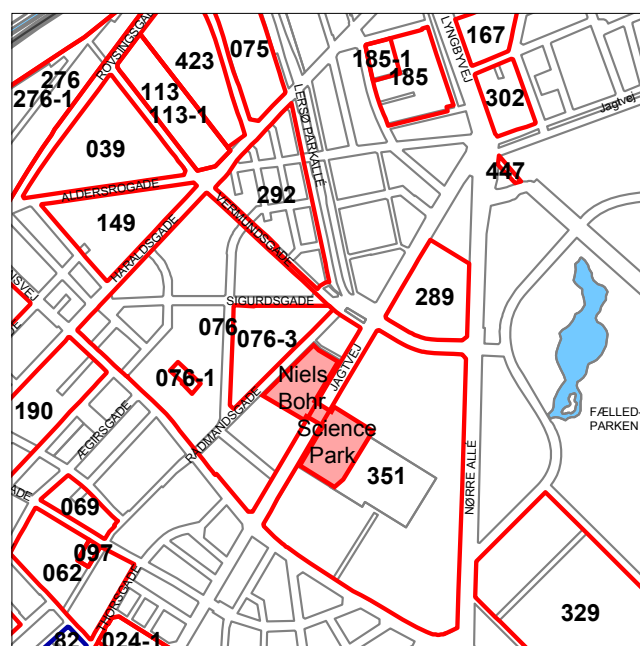 ROVSINGSGADE
423
075
167
LYNGBYVEJ
185-1
185
276
276-1
113
113-1
302
Jagtvej
LERSØ PARKALLÉ
039
447
ALDERSROGADE
292
149
VERMUNDSGADE
HARALDSGADE
289
SIGURDSGADE
076
076-3
076-1
Niels
Bohr
JAGTVEJ
Science
Park
FÆLLED-
PARKEN
190
ÆGIRSGADE
RÅDMANDSGADE
351
NØRRE ALLÉ
069
097
062
THORSGADE
329
82
024-1